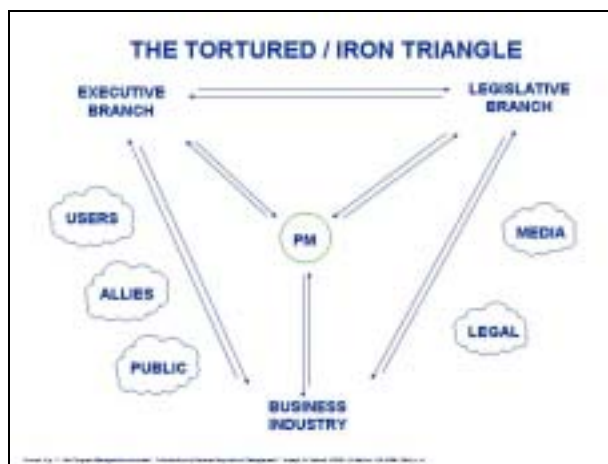 THE TORTURED / IRON TRIANGLE
EXECUTIVE
BRANCH
LEGISLATIVE
BRANCH
USERS
PM
MEDIA
ALLIES
LEGAL
PUBLIC
BUSINESS
INDUSTRY